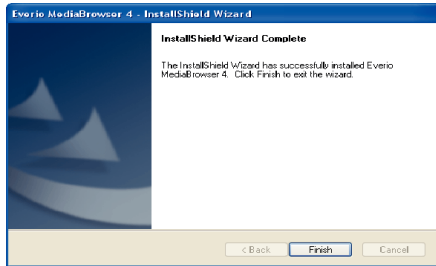 Everio MediaBrowser 4 - InstallShield Wizard
InstallShield Wizard Complete
The InstallShield Wizard has successfully installed Everio
MediaBrowser 4. Click Finish to exit the wizard.
< Back Finish Cancel